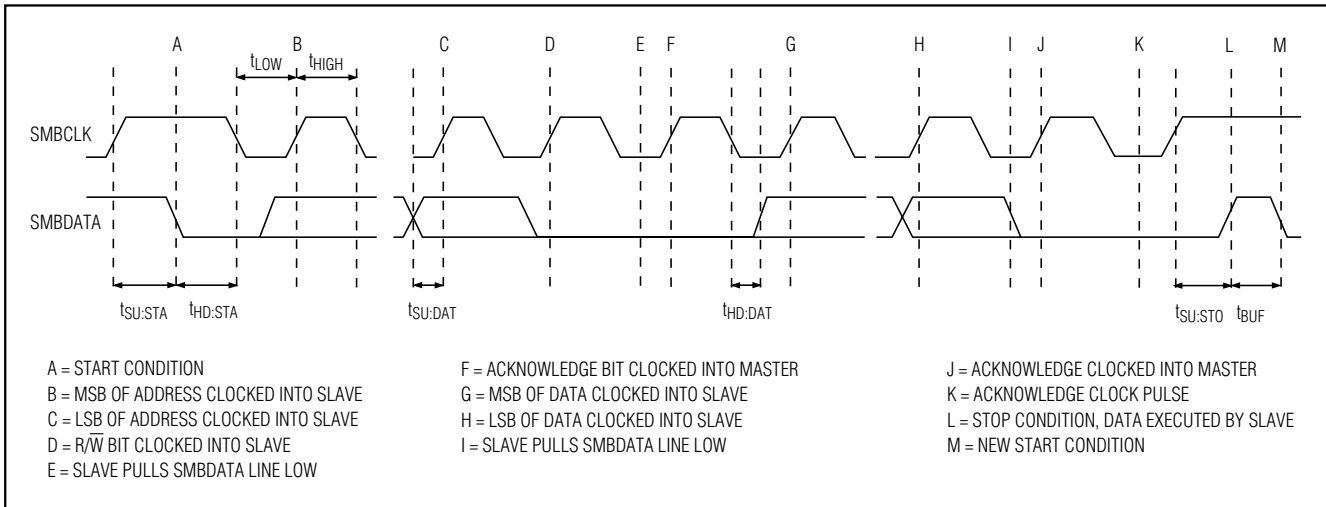 A B C D E F G H I J K L M
tLOW tHIGH
SMBCLK
SMBDATA
tSU:STA tHD:STA tSU:DAT tHD:DAT tSU:STO tBUF
A = START CONDITION
B = MSB OF ADDRESS CLOCKED INTO SLAVE
C = LSB OF ADDRESS CLOCKED INTO SLAVE
D = R/W̅ BIT CLOCKED INTO SLAVE
E = SLAVE PULLS SMBDATA LINE LOW
F = ACKNOWLEDGE BIT CLOCKED INTO MASTER
G = MSB OF DATA CLOCKED INTO SLAVE
H = LSB OF DATA CLOCKED INTO SLAVE
I = SLAVE PULLS SMBDATA LINE LOW
J = ACKNOWLEDGE CLOCKED INTO MASTER
K = ACKNOWLEDGE CLOCK PULSE
L = STOP CONDITION, DATA EXECUTED BY SLAVE
M = NEW START CONDITION